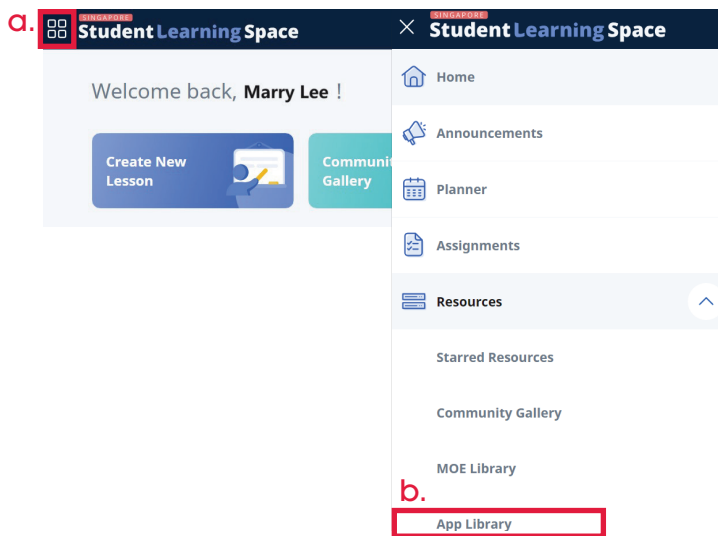 a.
SINGAPORE
Student Learning Space
Welcome back, Marry Lee !
Create New
Lesson
Communit
Gallery
SINGAPORE
Student Learning Space
Home
Announcements
Planner
Assignments
Resources
Starred Resources
Community Gallery
MOE Library
b.
App Library